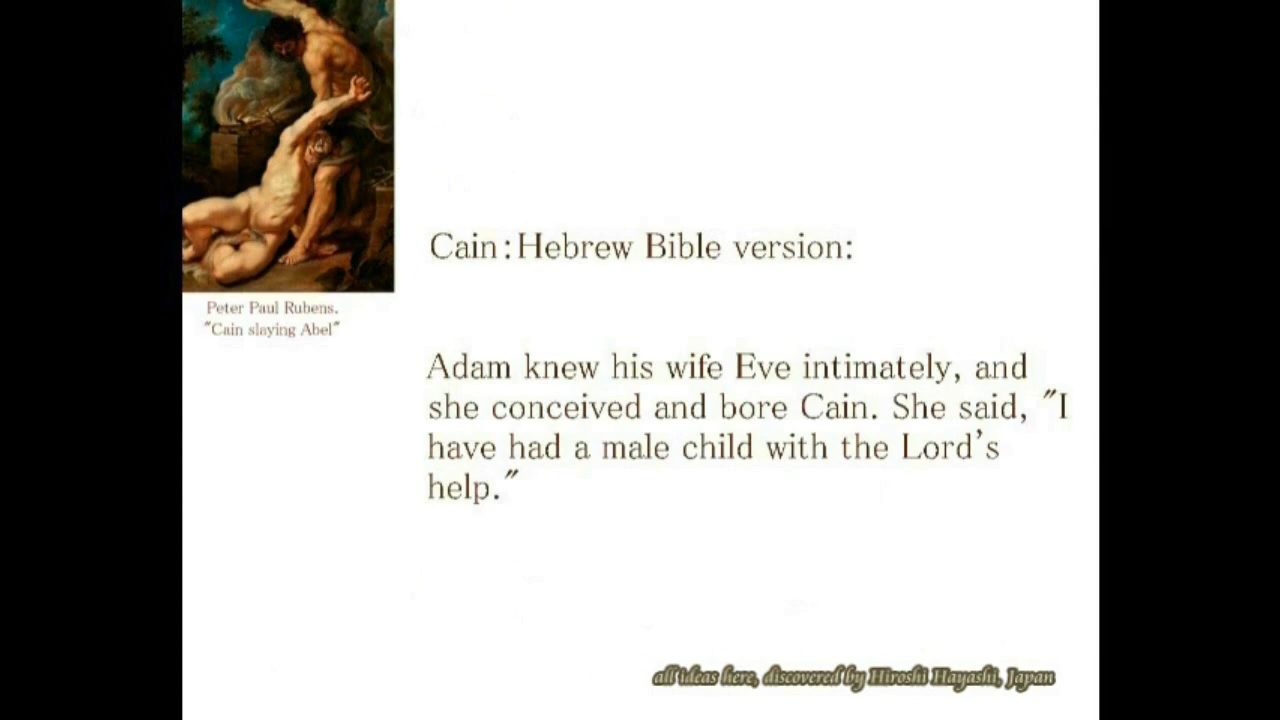 Peter Paul Rubens.
"Cain slaying Abel"
Cain:Hebrew Bible version:
Adam knew his wife Eve intimately, and
she conceived and bore Cain. She said, "I
have had a male child with the Lord's
help."
all ideas here, discovered by Hiroshi Hayashi, Japan